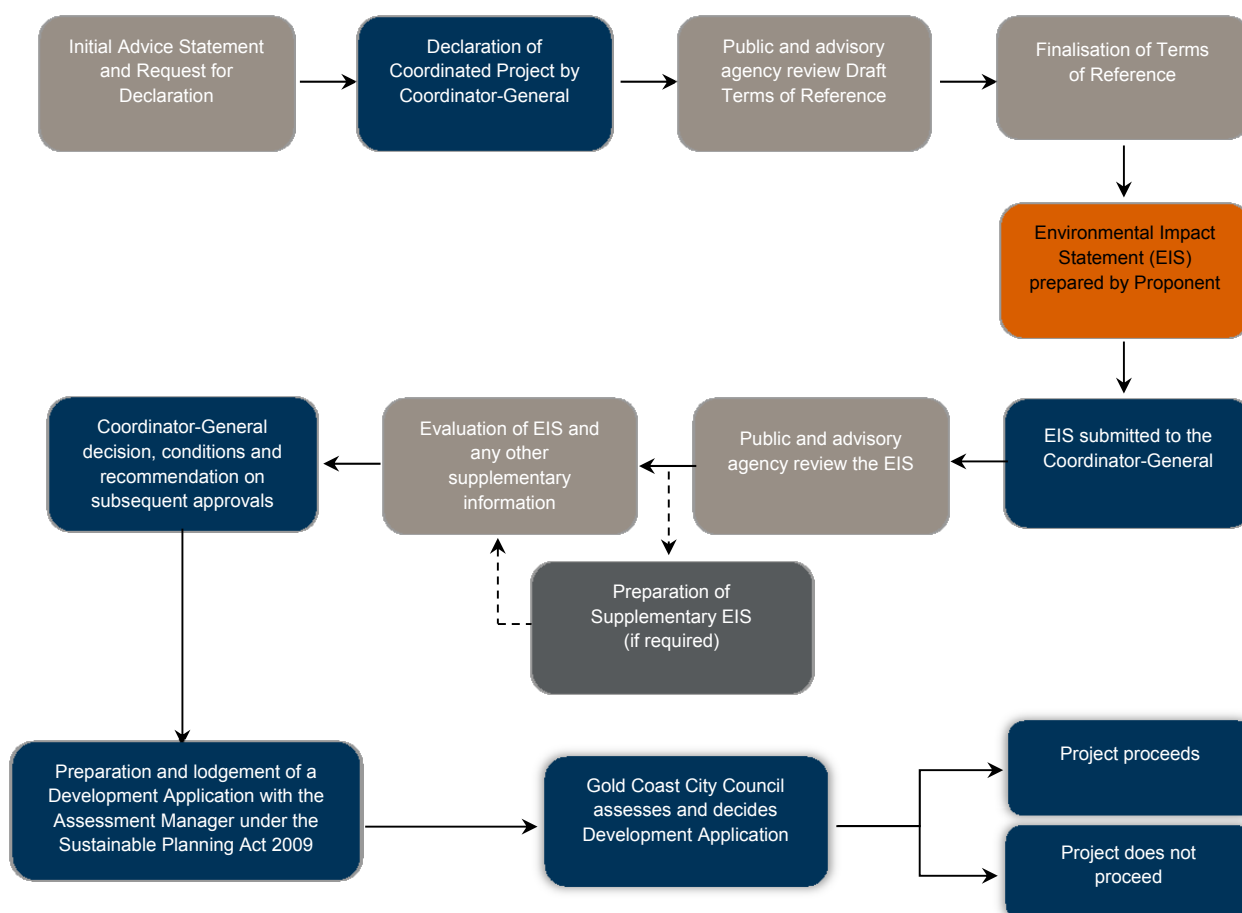 Initial Advice Statement
and Request for
Declaration
Declaration of
Coordinated Project by
Coordinator-General
Public and advisory
agency review Draft
Terms of Reference
Finalisation of Terms
of Reference
Environmental Impact
Statement (EIS)
prepared by Proponent
EIS submitted to the
Coordinator-General
Public and advisory
agency review the EIS
Evaluation of EIS and
any other
supplementary
information
Coordinator-General
decision, conditions and
recommendation on
subsequent approvals
Preparation of
Supplementary EIS
(if required)
Preparation and lodgement of a
Development Application with the
Assessment Manager under the
Sustainable Planning Act 2009
Gold Coast City Council
assesses and decides
Development Application
Project proceeds
Project does not
proceed